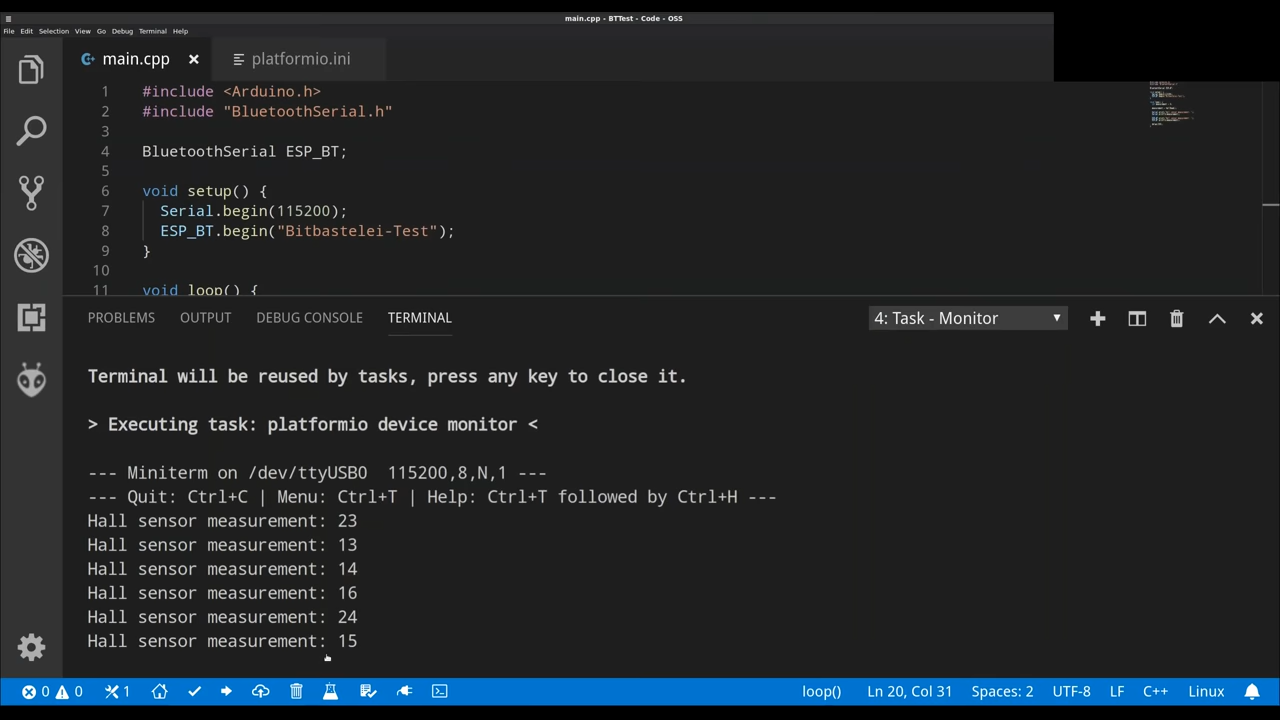 main.cpp - BTTest - Code - OSS
File Edit Selection View Go Debug Terminal Help
main.cpp platformio.ini
1 #include <Arduino.h>
2 #include "BluetoothSerial.h"
3
4 BluetoothSerial ESP_BT;
5
6 void setup() {
7 Serial.begin(115200);
8 ESP_BT.begin("Bitbastelei-Test");
9 }
10
11 void loop() {
PROBLEMS OUTPUT DEBUG CONSOLE TERMINAL 4: Task - Monitor
Terminal will be reused by tasks, press any key to close it.
> Executing task: platformio device monitor <
--- Miniterm on /dev/ttyUSB0  115200,8,N,1 ---
--- Quit: Ctrl+C | Menu: Ctrl+T | Help: Ctrl+T followed by Ctrl+H ---
Hall sensor measurement: 23
Hall sensor measurement: 13
Hall sensor measurement: 14
Hall sensor measurement: 16
Hall sensor measurement: 24
Hall sensor measurement: 15
0 0 1 loop() Ln 20, Col 31 Spaces: 2 UTF-8 LF C++ Linux